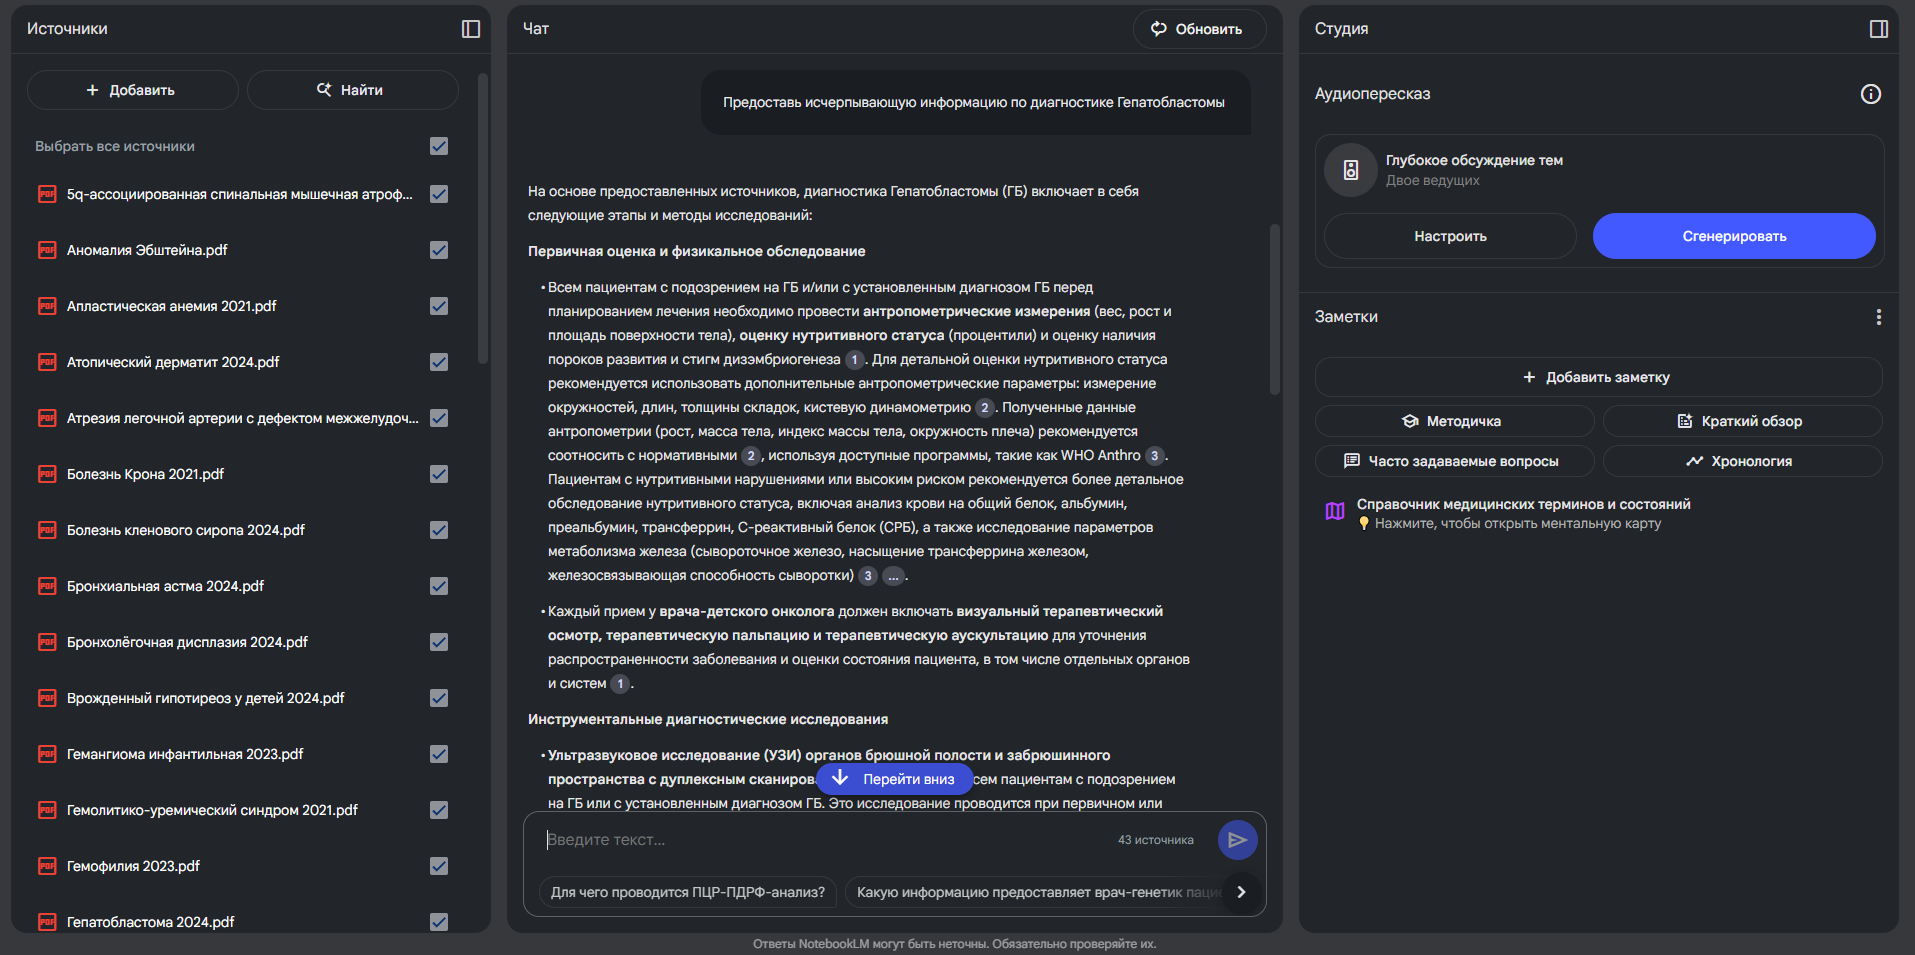 Источники
Добавить
Найти
Выбрать все источники
5q-ассоциированная спинальная мышечная атроф...
Аномалия Эбштейна.pdf
Апластическая анемия 2021.pdf
Атопический дерматит 2024.pdf
Атрезия легочной артерии с дефектом межжелудоч...
Болезнь Крона 2021.pdf
Болезнь кленового сиропа 2024.pdf
Бронхиальная астма 2024.pdf
Бронхолёгочная дисплазия 2024.pdf
Врожденный гипотиреоз у детей 2024.pdf
Гемангиома инфантильная 2023.pdf
Гемолитико-уремический синдром 2021.pdf
Гемофилия 2023.pdf
Гепатобластома 2024.pdf
Чат
Обновить
Предоставь исчерпывающую информацию по диагностике Гепатобластомы
На основе предоставленных источников, диагностика Гепатобластомы (ГБ) включает в себя
следующие этапы и методы исследований:
Первичная оценка и физикальное обследование
• Всем пациентам с подозрением на ГБ и/или с установленным диагнозом ГБ перед
планированием лечения необходимо провести антропометрические измерения (вес, рост и
площадь поверхности тела), оценку нутритивного статуса (процентили) и оценку наличия
пороков развития и стигм дизэмбриогенеза 1. Для детальной оценки нутритивного статуса
рекомендуется использовать дополнительные антропометрические параметры: измерение
окружностей, длин, толщины складок, кистевую динамометрию 2. Полученные данные
антропометрии (рост, масса тела, индекс массы тела, окружность плеча) рекомендуется
соотносить с нормативными 2, используя доступные программы, такие как WHO Anthro 3.
Пациентам с нутритивными нарушениями или высоким риском рекомендуется более детальное
обследование нутритивного статуса, включая анализ крови на общий белок, альбумин,
преальбумин, трансферрин, С-реактивный белок (СРБ), а также исследование параметров
метаболизма железа (сывороточное железо, насыщение трансферрина железом,
железосвязывающая способность сыворотки) 3 ... .
• Каждый прием у врача-детского онколога должен включать визуальный терапевтический
осмотр, терапевтическую пальпацию и терапевтическую аускультацию для уточнения
распространенности заболевания и оценки состояния пациента, в том числе отдельных органов
и систем 1.
Инструментальные диагностические исследования
• Ультразвуковое исследование (УЗИ) органов брюшной полости и забрюшинного
пространства с дуплексным сканиров Перейти вниз сем пациентам с подозрением
на ГБ или с установленным диагнозом ГБ. Это исследование проводится при первичном или
Введите текст...
43 источника
Для чего проводится ПЦР-ПДРФ-анализ?
Какую информацию предоставляет врач-генетик паци
Ответы NotebookLM могут быть неточны. Обязательно проверяйте их.
Студия
Аудиопересказ
Глубокое обсуждение тем
Двое ведущих
Настроить
Сгенерировать
Заметки
Добавить заметку
Методичка
Краткий обзор
Часто задаваемые вопросы
Хронология
Справочник медицинских терминов и состояний
Нажмите, чтобы открыть ментальную карту